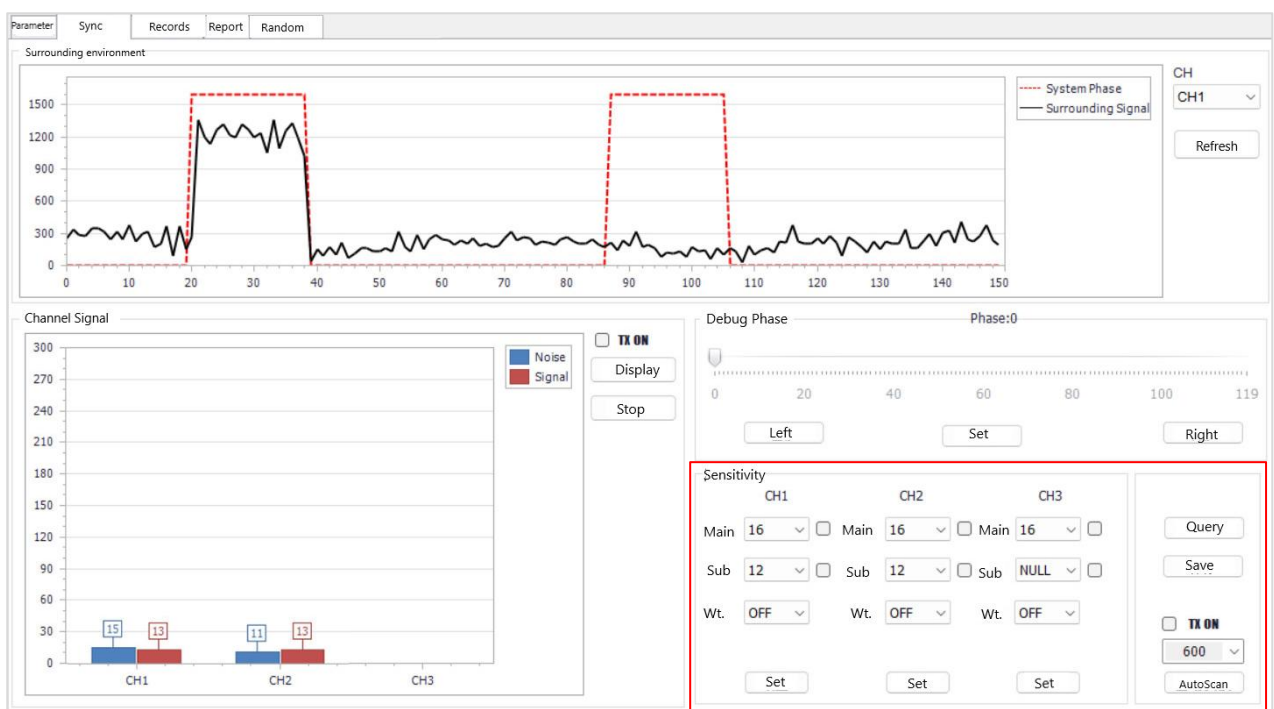 Parameter Sync Records Report Random
Surrounding environment
1500
1200
900
600
300
0
0 10 20 30 40 50 60 70 80 90 100 110 120 130 140 150
System Phase
Surrounding Signal
CH
CH1
Refresh
Channel Signal
300
270
240
210
180
150
120
90
60
30
0
15 13 11 13
CH1 CH2 CH3
Noise
Signal
TX ON
Display
Stop
Debug Phase Phase:0
0 20 40 60 80 100 119
Left Set Right
Sensitivity
CH1 CH2 CH3
Main 16 Main 16 Main 16
Sub 12 Sub 12 Sub NULL
Wt. OFF Wt. OFF Wt. OFF
Set Set Set
Query
Save
TX ON
600
AutoScan